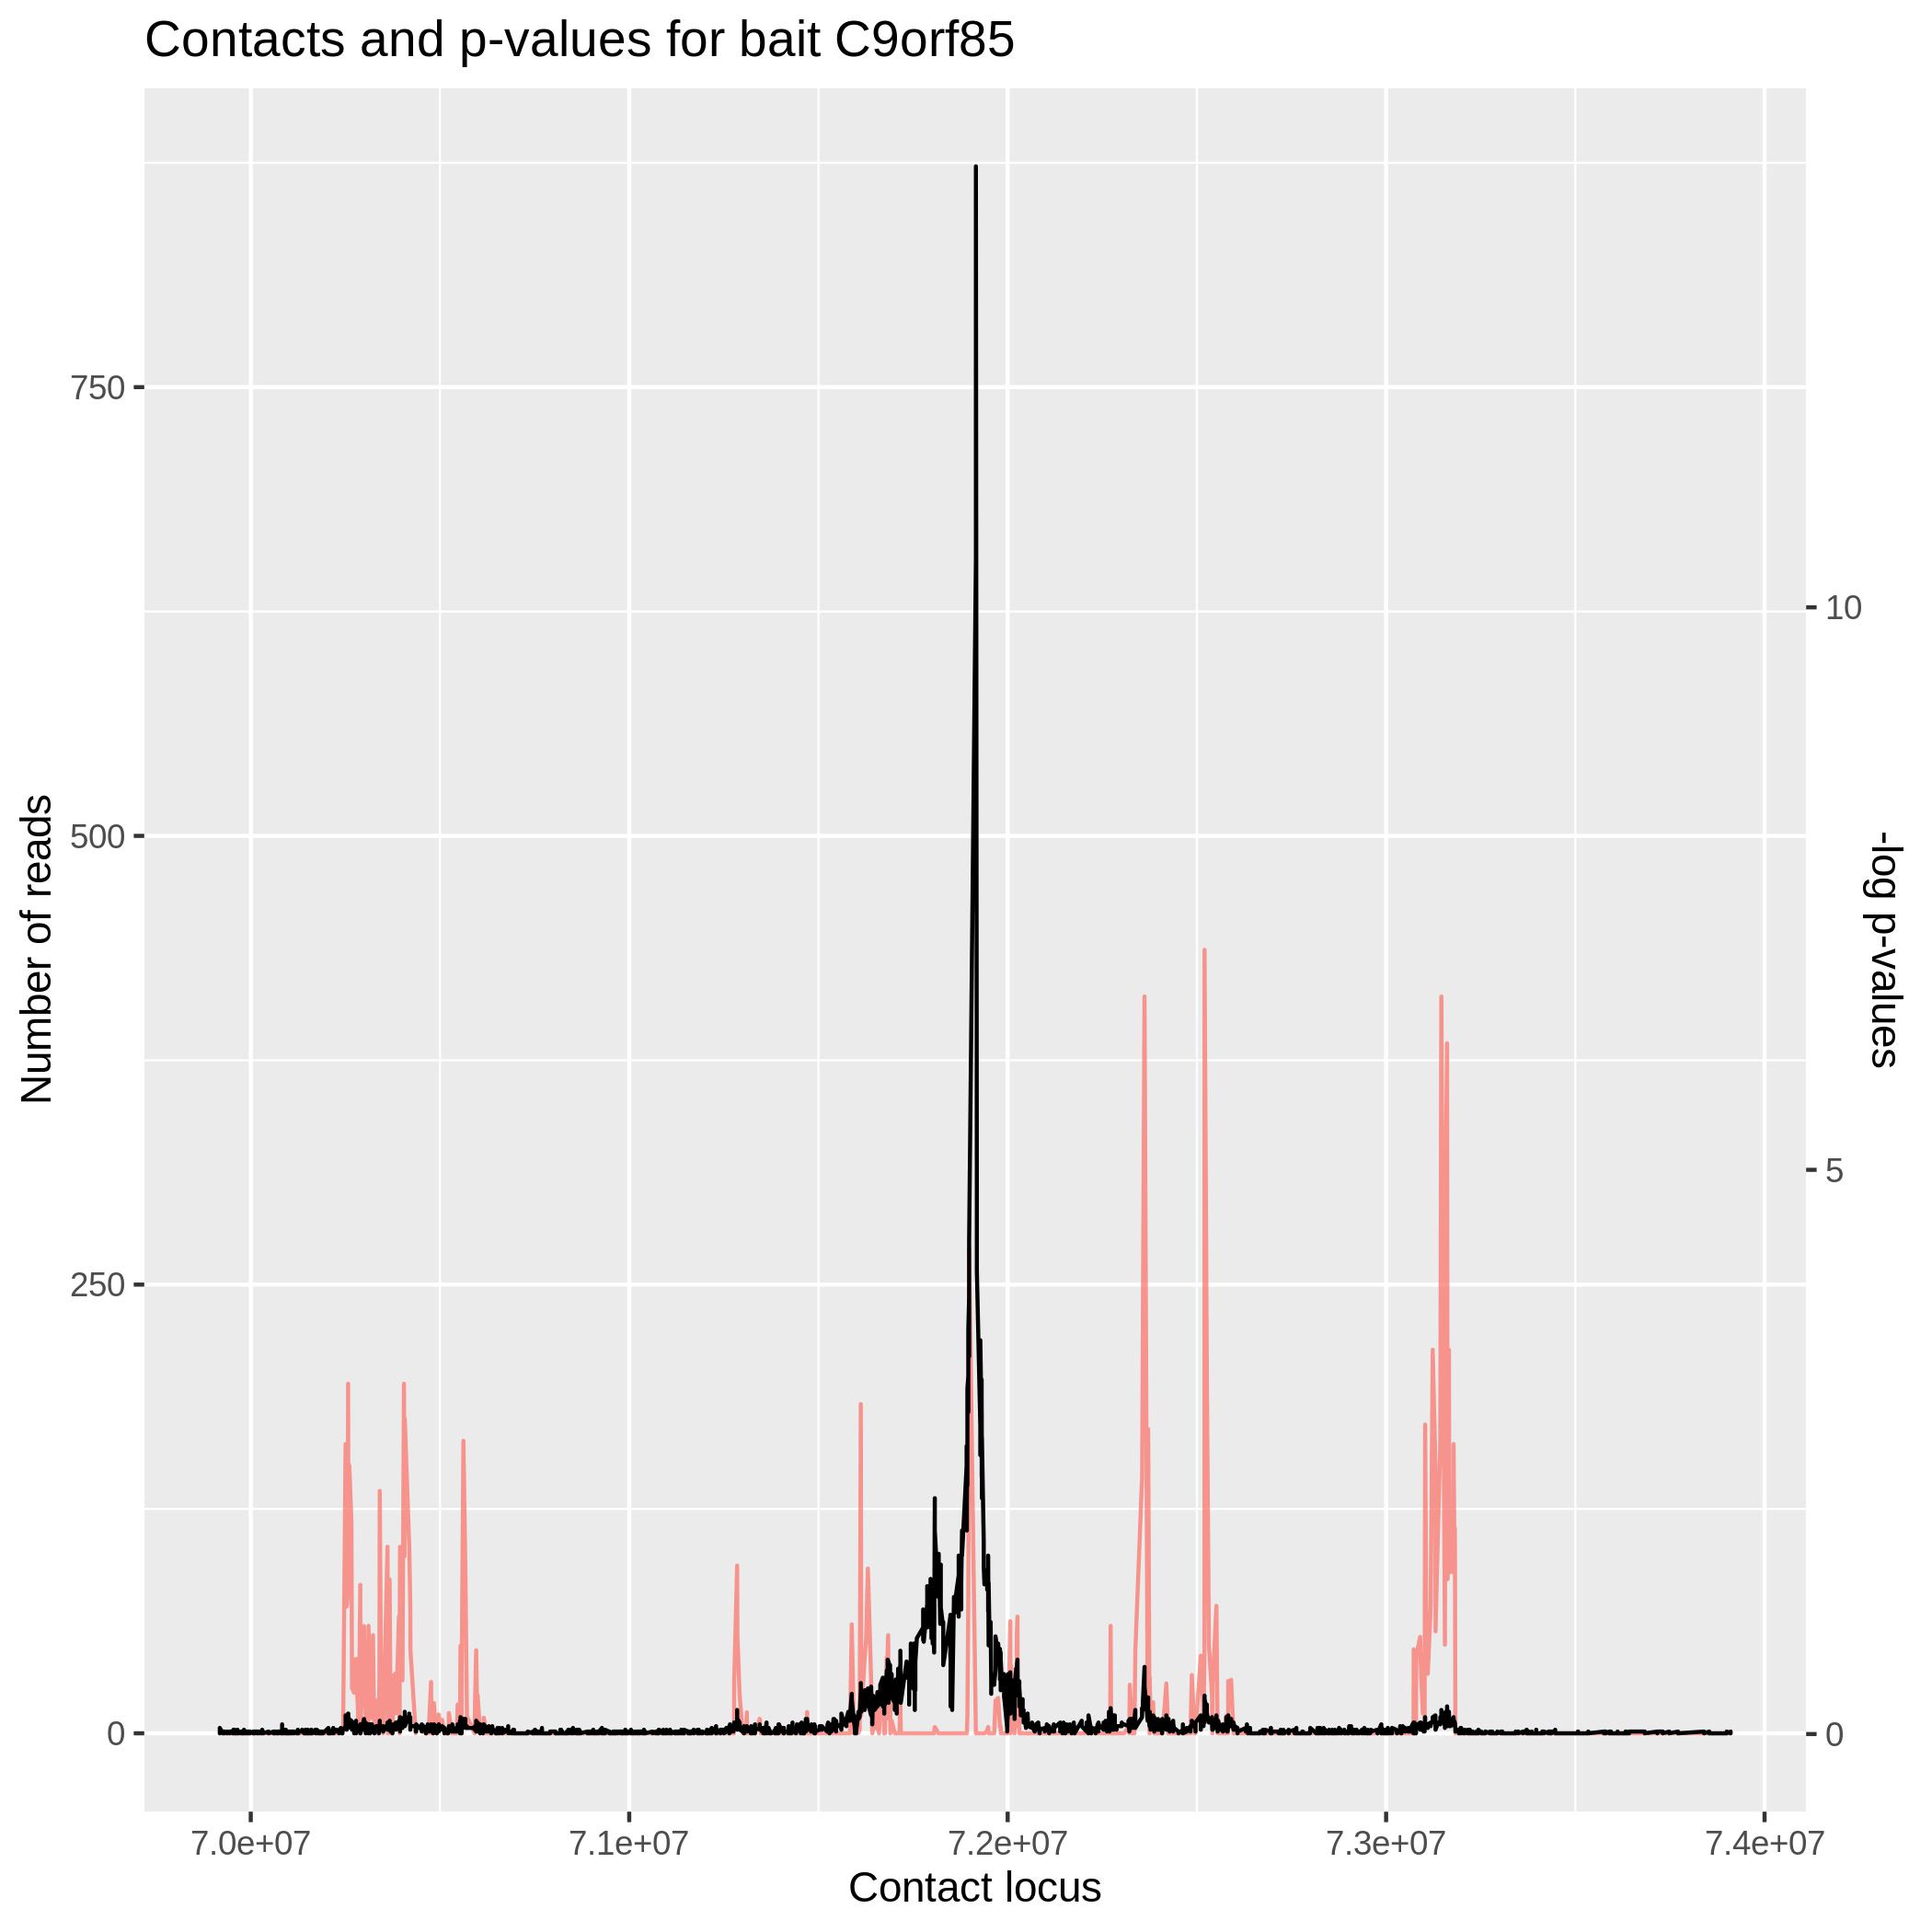 Contacts and p-values for bait C9orf85
750
500
250
0
10
5
0
Number of reads
-log p-values
7.0e+07
7.1e+07
7.2e+07
7.3e+07
7.4e+07
Contact locus